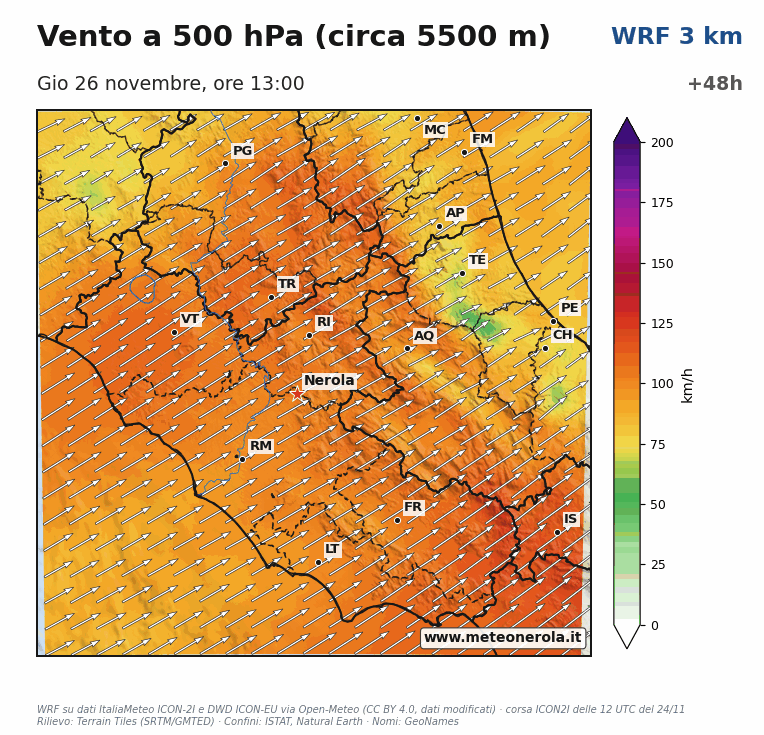 Vento a 500 hPa (circa 5500 m)
WRF 3 km
Gio 26 novembre, ore 13:00
+48h
MC
FM
PG
AP
TE
TR
PE
VT
RI
AQ
CH
Nerola
RM
FR
IS
LT
www.meteonerola.it
200
175
150
125
100
75
50
25
0
km/h
WRF su dati ItaliaMeteo ICON-2I e DWD ICON-EU via Open-Meteo (CC BY 4.0, dati modificati) · corsa ICON2I delle 12 UTC del 24/11
Rilievo: Terrain Tiles (SRTM/GMTED) · Confini: ISTAT, Natural Earth · Nomi: GeoNames